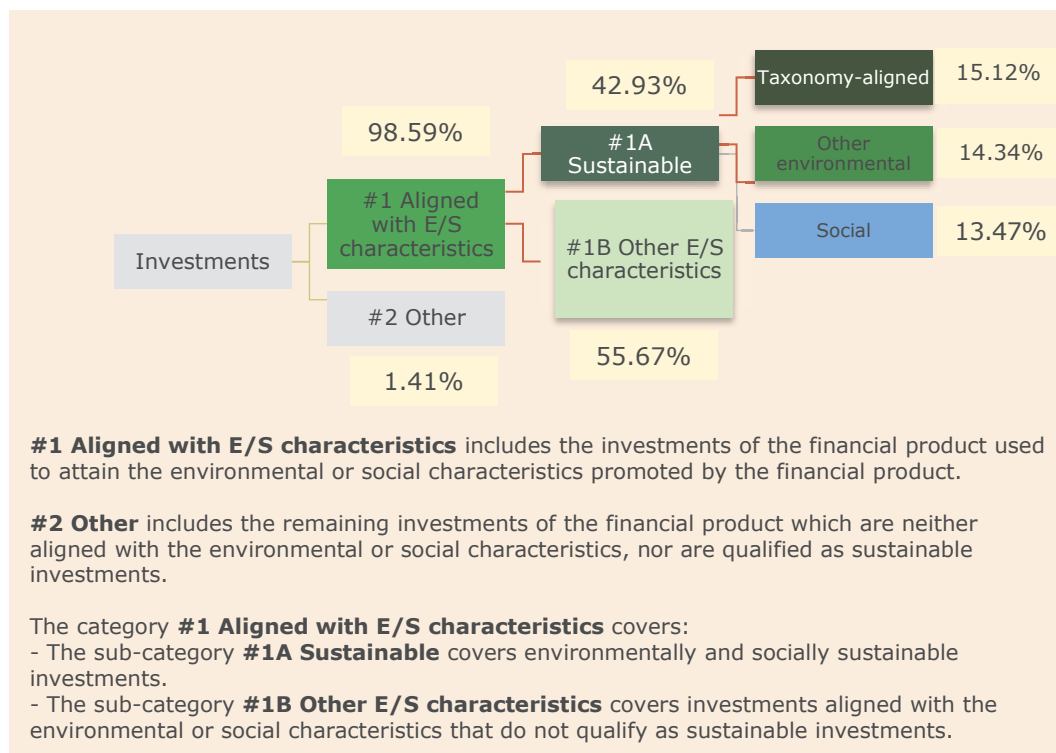 Taxonomy-aligned
15.12%
42.93%
98.59%
#1A
Sustainable
Other
environmental
14.34%
#1 Aligned
with E/S
characteristics
#1B Other E/S
characteristics
Social
13.47%
Investments
#2 Other
55.67%
1.41%
#1 Aligned with E/S characteristics includes the investments of the financial product used
to attain the environmental or social characteristics promoted by the financial product.
#2 Other includes the remaining investments of the financial product which are neither
aligned with the environmental or social characteristics, nor are qualified as sustainable
investments.
The category #1 Aligned with E/S characteristics covers:
- The sub-category #1A Sustainable covers environmentally and socially sustainable
investments.
- The sub-category #1B Other E/S characteristics covers investments aligned with the
environmental or social characteristics that do not qualify as sustainable investments.